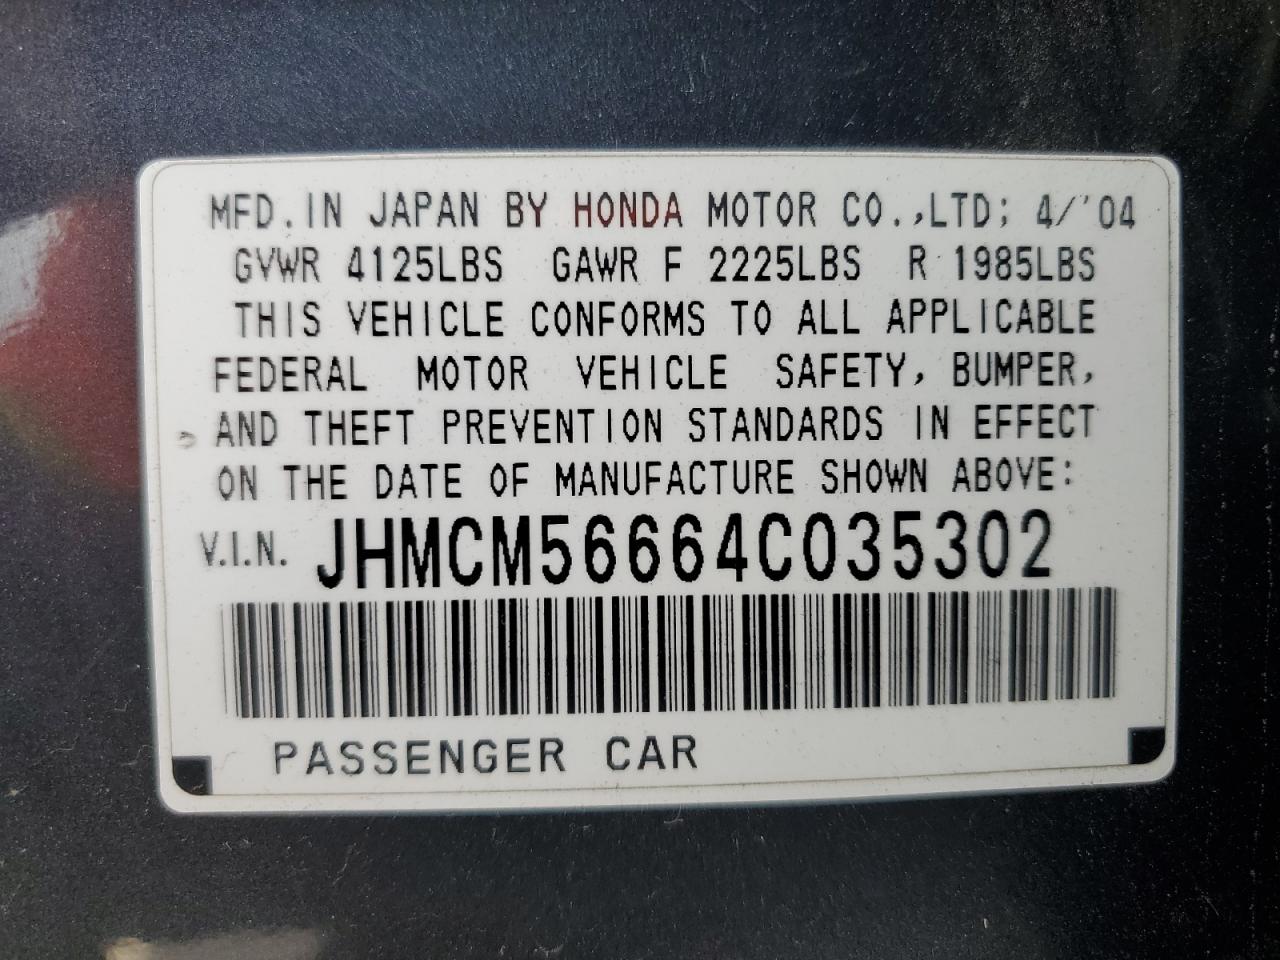 MFD. IN JAPAN BY HONDA MOTOR CO.,LTD; 4/'04
GVWR 4125LBS GAWR F 2225LBS R 1985LBS
THIS VEHICLE CONFORMS TO ALL APPLICABLE
FEDERAL MOTOR VEHICLE SAFETY, BUMPER,
AND THEFT PREVENTION STANDARDS IN EFFECT
ON THE DATE OF MANUFACTURE SHOWN ABOVE:
V.I.N. JHMCM56664C035302
PASSENGER CAR